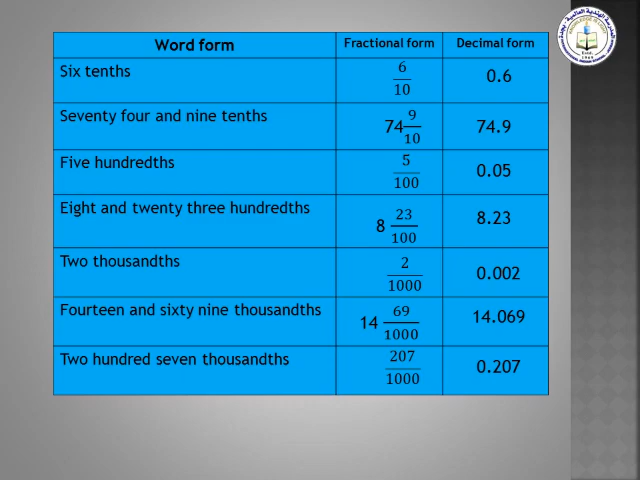 Word form Fractional form Decimal form
Six tenths 6/10 0.6
Seventy four and nine tenths 74 9/10 74.9
Five hundredths 5/100 0.05
Eight and twenty three hundredths 8 23/100 8.23
Two thousandths 2/1000 0.002
Fourteen and sixty nine thousandths 14 69/1000 14.069
Two hundred seven thousandths 207/1000 0.207